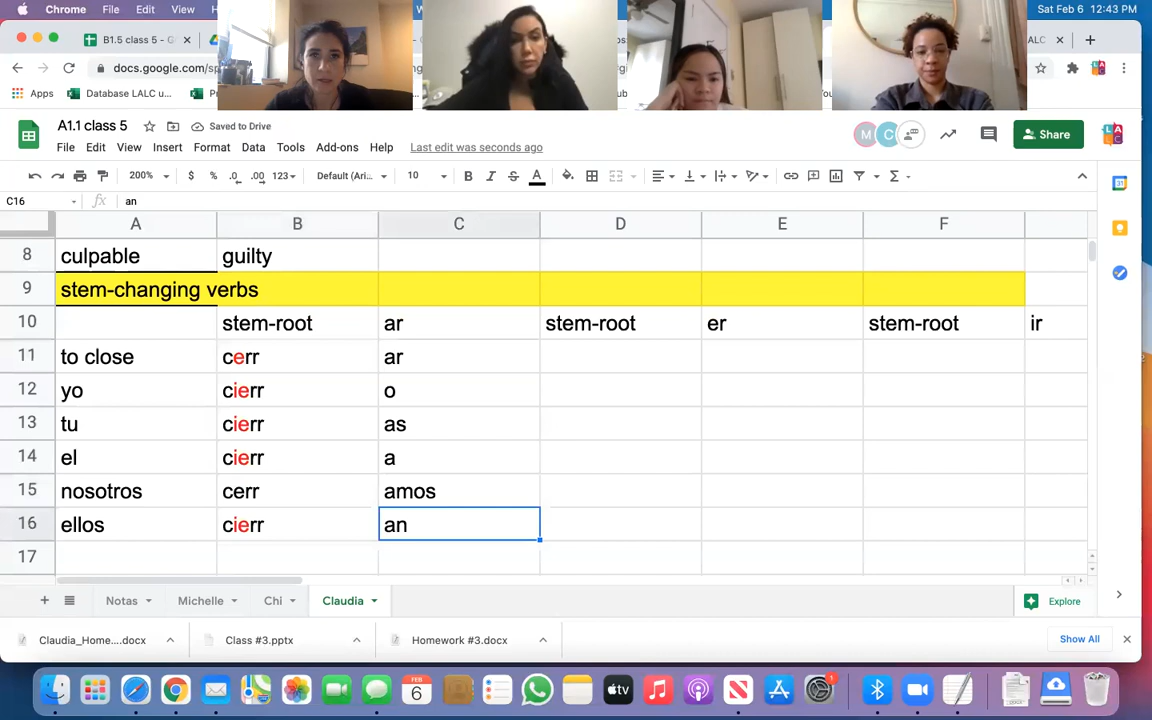 Chrome File Edit View Sat Feb 6 12:43 PM
B1.5 class 5 - G
docs.google.com/sp
Apps Database LALC u...
A1.1 class 5 Saved to Drive
File Edit View Insert Format Data Tools Add-ons Help Last edit was seconds ago
M C Share
200% $ % .0 .00 123 Default (Ari... 10 B I S A Σ
C16 fx an
A B C D E F
8 culpable guilty
9 stem-changing verbs
10 stem-root ar stem-root er stem-root ir
11 to close cerr ar
12 yo cierr o
13 tu cierr as
14 el cierr a
15 nosotros cerr amos
16 ellos cierr an
17
Notas Michelle Chi Claudia Explore
Claudia_Home....docx Class #3.pptx Homework #3.docx Show All
FEB
6
tv
1